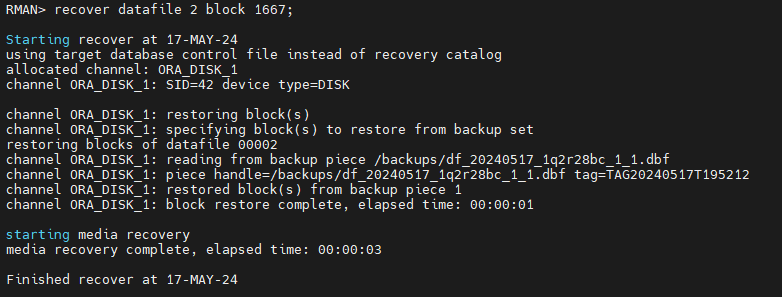 RMAN> recover datafile 2 block 1667;
Starting recover at 17-MAY-24
using target database control file instead of recovery catalog
allocated channel: ORA_DISK_1
channel ORA_DISK_1: SID=42 device type=DISK
channel ORA_DISK_1: restoring block(s)
channel ORA_DISK_1: specifying block(s) to restore from backup set
restoring blocks of datafile 00002
channel ORA_DISK_1: reading from backup piece /backups/df_20240517_1q2r28bc_1_1.dbf
channel ORA_DISK_1: piece handle=/backups/df_20240517_1q2r28bc_1_1.dbf tag=TAG20240517T195212
channel ORA_DISK_1: restored block(s) from backup piece 1
channel ORA_DISK_1: block restore complete, elapsed time: 00:00:01
starting media recovery
media recovery complete, elapsed time: 00:00:03
Finished recover at 17-MAY-24